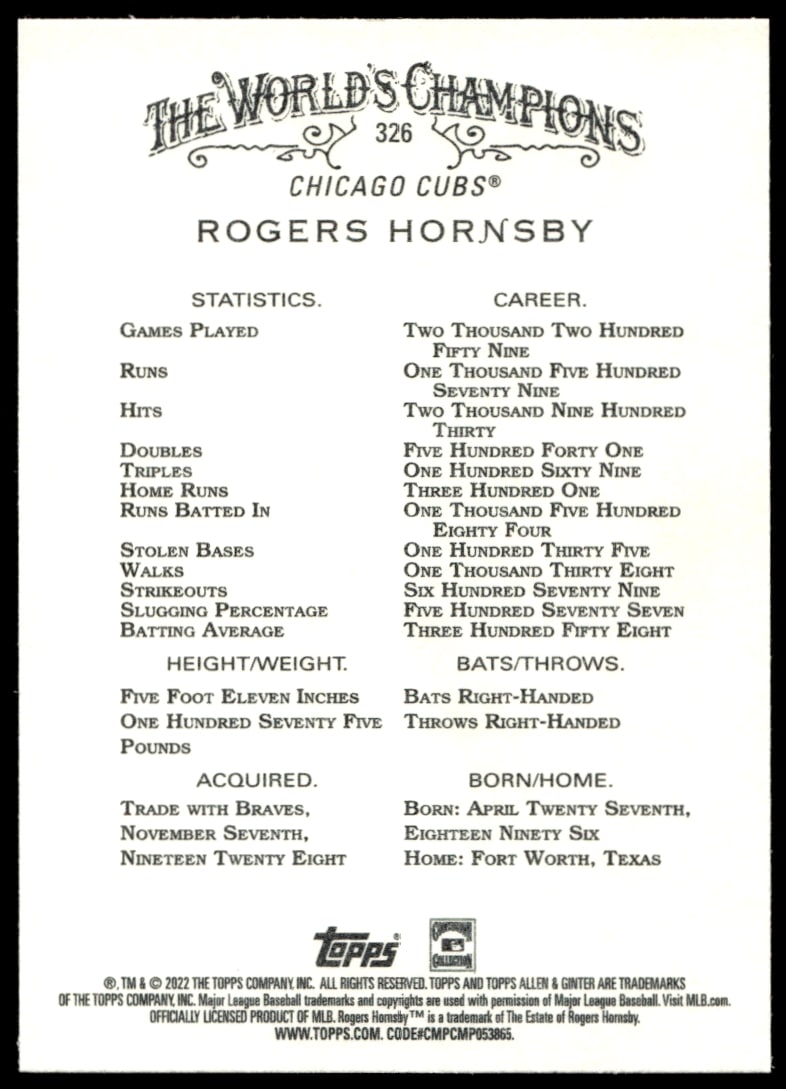 THE WORLD'S CHAMPIONS
326
CHICAGO CUBS®
ROGERS HORNSBY
STATISTICS. CAREER.
GAMES PLAYED TWO THOUSAND TWO HUNDRED
FIFTY NINE
RUNS ONE THOUSAND FIVE HUNDRED
SEVENTY NINE
HITS TWO THOUSAND NINE HUNDRED
THIRTY
DOUBLES FIVE HUNDRED FORTY ONE
TRIPLES ONE HUNDRED SIXTY NINE
HOME RUNS THREE HUNDRED ONE
RUNS BATTED IN ONE THOUSAND FIVE HUNDRED
EIGHTY FOUR
STOLEN BASES ONE HUNDRED THIRTY FIVE
WALKS ONE THOUSAND THIRTY EIGHT
STRIKEOUTS SIX HUNDRED SEVENTY NINE
SLUGGING PERCENTAGE FIVE HUNDRED SEVENTY SEVEN
BATTING AVERAGE THREE HUNDRED FIFTY EIGHT
HEIGHT/WEIGHT. BATS/THROWS.
FIVE FOOT ELEVEN INCHES BATS RIGHT-HANDED
ONE HUNDRED SEVENTY FIVE THROWS RIGHT-HANDED
POUNDS
ACQUIRED. BORN/HOME.
TRADE WITH BRAVES, BORN: APRIL TWENTY SEVENTH,
NOVEMBER SEVENTH, EIGHTEEN NINETY SIX
NINETEEN TWENTY EIGHT HOME: FORT WORTH, TEXAS
Topps® COOPERSTOWN COLLECTION
®, TM & © 2022 THE TOPPS COMPANY, INC. ALL RIGHTS RESERVED. TOPPS AND TOPPS ALLEN & GINTER ARE TRADEMARKS
OF THE TOPPS COMPANY, INC. Major League Baseball trademarks and copyrights are used with permission of Major League Baseball. Visit MLB.com.
OFFICIALLY LICENSED PRODUCT OF MLB. Rogers Hornsby™ is a trademark of The Estate of Rogers Hornsby.
WWW.TOPPS.COM. CODE#CMPCMP053865.